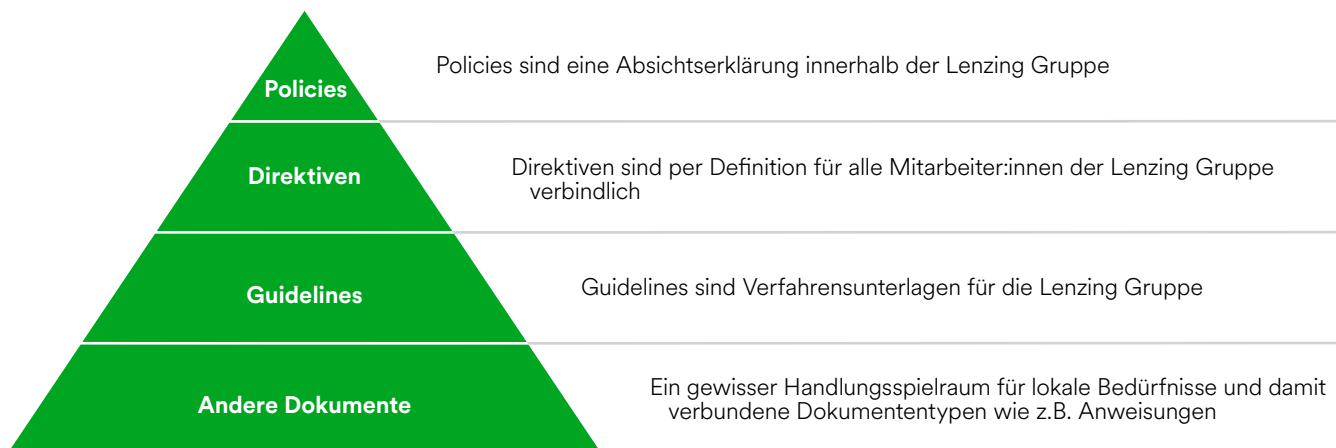 Policies
Policies sind eine Absichtserklärung innerhalb der Lenzing Gruppe
Direktiven
Direktiven sind per Definition für alle Mitarbeiter:innen der Lenzing Gruppe
verbindlich
Guidelines
Guidelines sind Verfahrensunterlagen für die Lenzing Gruppe
Andere Dokumente
Ein gewisser Handlungsspielraum für lokale Bedürfnisse und damit
verbundene Dokumententypen wie z.B. Anweisungen